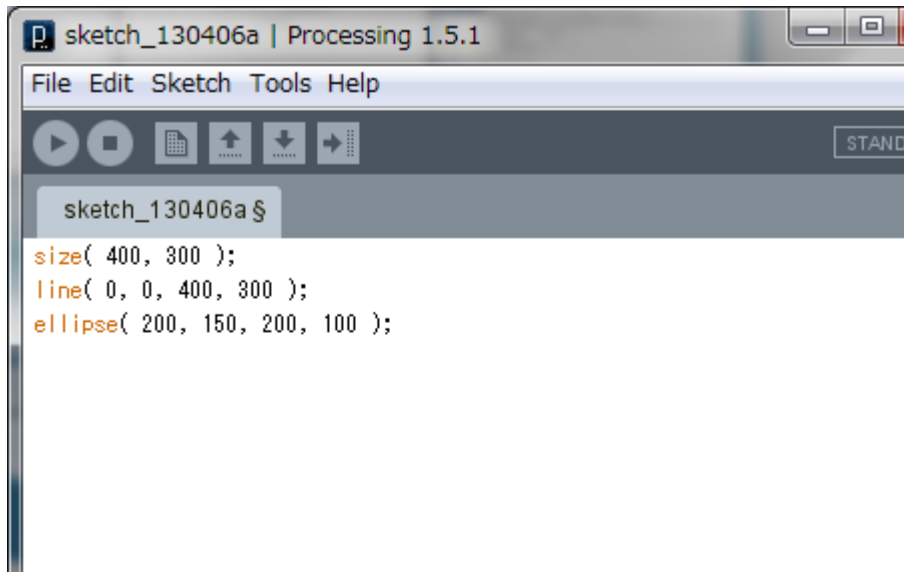 sketch_130406a | Processing 1.5.1
File Edit Sketch Tools Help
STAND
sketch_130406a §
size( 400, 300 );
line( 0, 0, 400, 300 );
ellipse( 200, 150, 200, 100 );